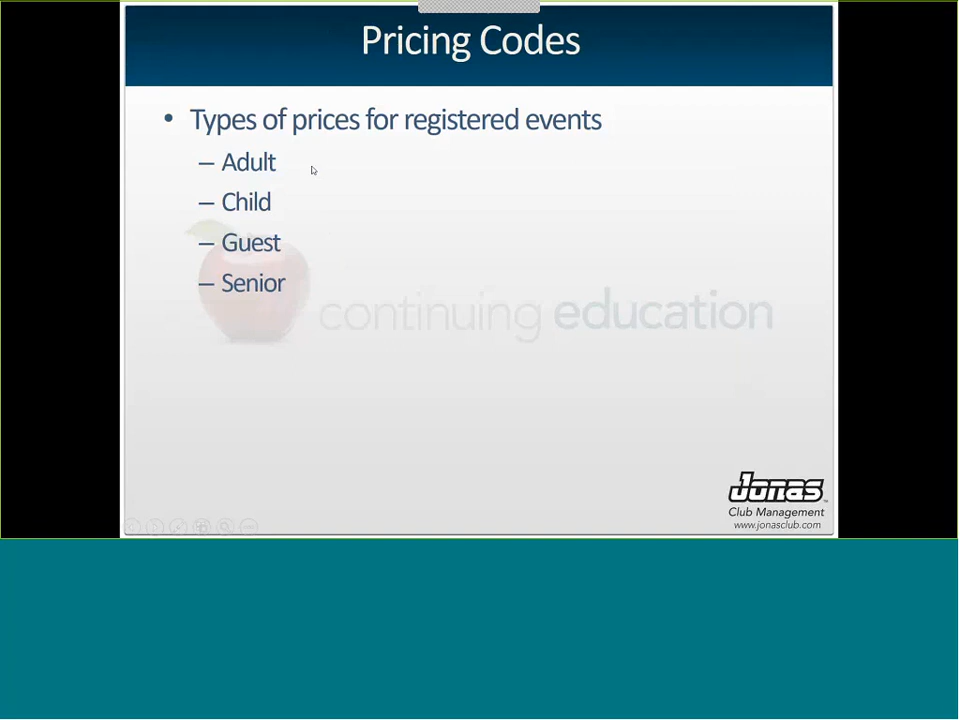 Pricing Codes
• Types of prices for registered events
– Adult
– Child
– Guest
– Senior
continuing education
Jonas
Club Management
www.jonasclub.com